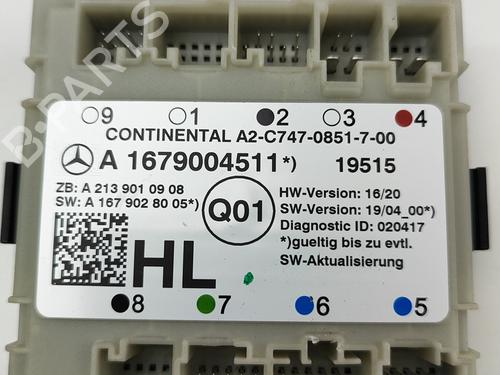 B-PARTS
9 1 2 3 4
CONTINENTAL A2-C747-0851-7-00
A 1679004511*) 19515
ZB: A 213 901 09 08
SW: A 167 902 80 05*)
Q01
HW-Version: 16/20
SW-Version: 19/04_00*)
Diagnostic ID: 020417
*)gueltig bis zu evtl.
SW-Aktualisierung
HL
8 7 6 5